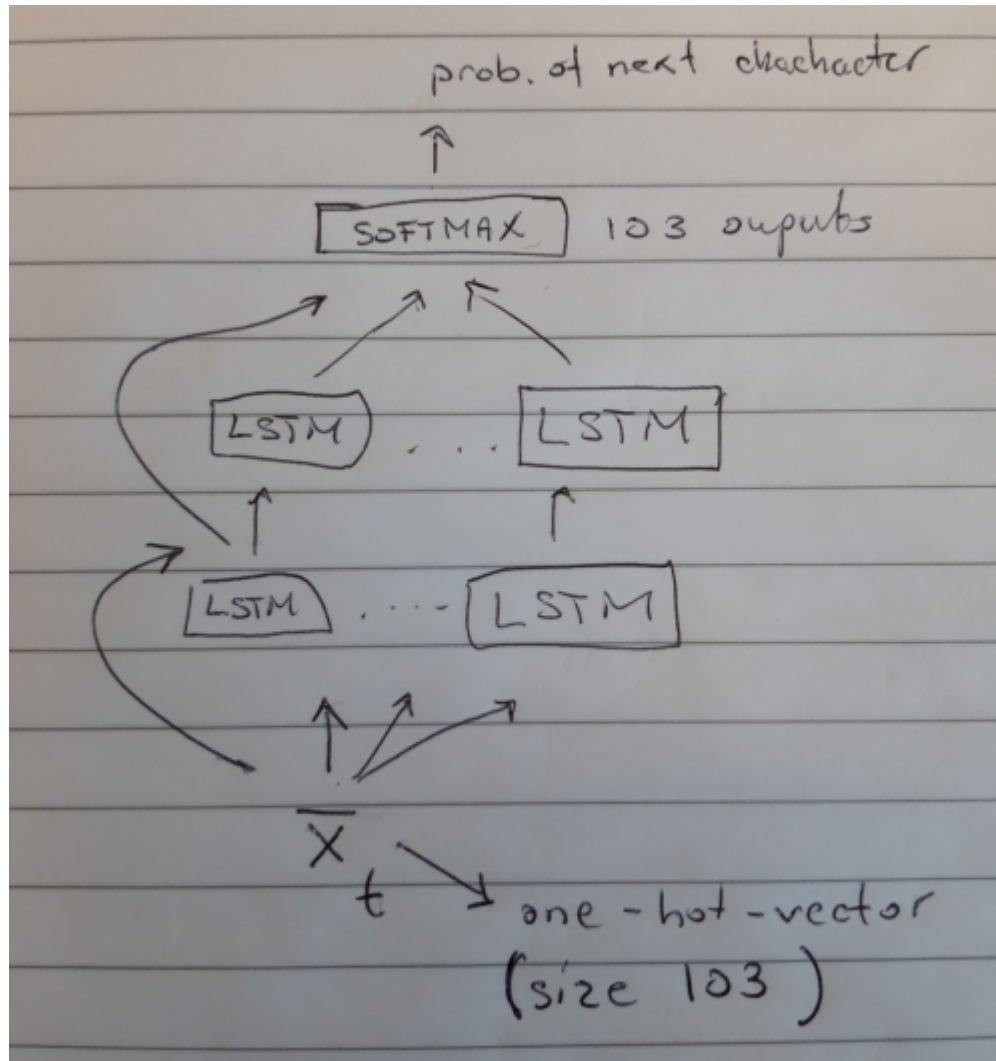 prob. of next chachacter
SOFTMAX 103 ouputs
LSTM .... LSTM
LSTM ..... LSTM
X̅
t
one-hot-vector
(size 103)